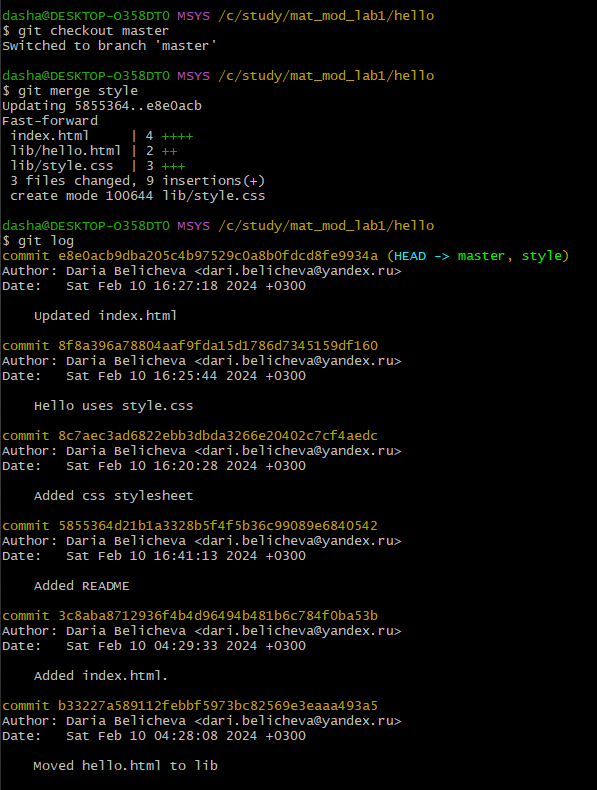 dasha@DESKTOP-O358DT0 MSYS /c/study/mat_mod_lab1/hello
$ git checkout master
Switched to branch 'master'
dasha@DESKTOP-O358DT0 MSYS /c/study/mat_mod_lab1/hello
$ git merge style
Updating 5855364..e8e0acb
Fast-forward
 index.html     | 4 ++++
 lib/hello.html | 2 ++
 lib/style.css  | 3 +++
 3 files changed, 9 insertions(+)
 create mode 100644 lib/style.css
dasha@DESKTOP-O358DT0 MSYS /c/study/mat_mod_lab1/hello
$ git log
commit e8e0acb9dba205c4b97529c0a8b0fdcd8fe9934a (HEAD -> master, style)
Author: Daria Belicheva <dari.belicheva@yandex.ru>
Date:   Sat Feb 10 16:27:18 2024 +0300
    Updated index.html
commit 8f8a396a78804aaf9fda15d1786d7345159df160
Author: Daria Belicheva <dari.belicheva@yandex.ru>
Date:   Sat Feb 10 16:25:44 2024 +0300
    Hello uses style.css
commit 8c7aec3ad6822ebb3dbda3266e20402c7cf4aedc
Author: Daria Belicheva <dari.belicheva@yandex.ru>
Date:   Sat Feb 10 16:20:28 2024 +0300
    Added css stylesheet
commit 5855364d21b1a3328b5f4f5b36c99089e6840542
Author: Daria Belicheva <dari.belicheva@yandex.ru>
Date:   Sat Feb 10 16:41:13 2024 +0300
    Added README
commit 3c8aba8712936f4b4d96494b481b6c784f0ba53b
Author: Daria Belicheva <dari.belicheva@yandex.ru>
Date:   Sat Feb 10 04:29:33 2024 +0300
    Added index.html.
commit b33227a589112febbf5973bc82569e3eaaa493a5
Author: Daria Belicheva <dari.belicheva@yandex.ru>
Date:   Sat Feb 10 04:28:08 2024 +0300
    Moved hello.html to lib